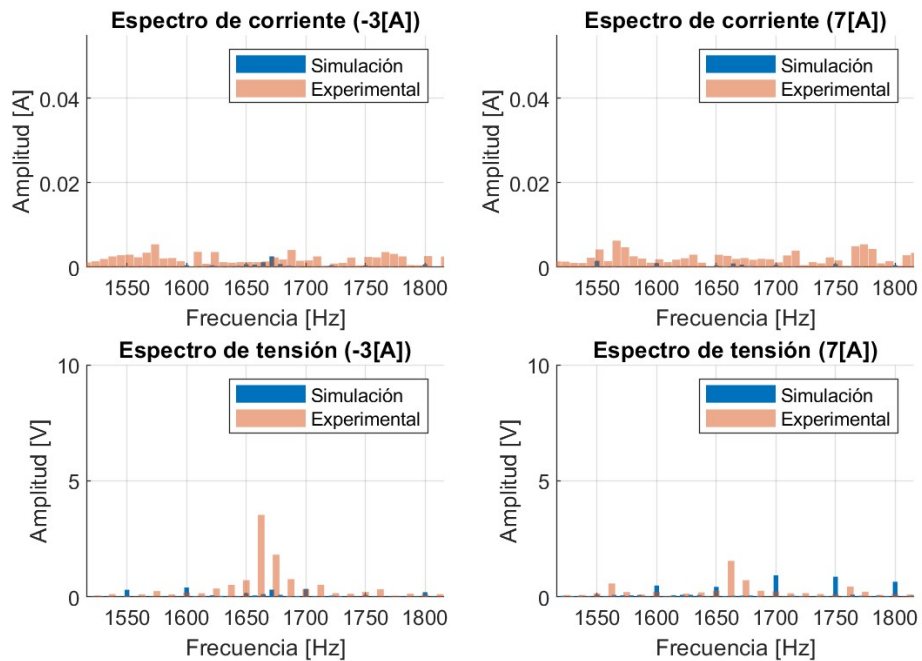 Espectro de corriente (-3[A])
Simulación
Experimental
Amplitud [A]
0.04
0.02
0
1550 1600 1650 1700 1750 1800
Frecuencia [Hz]
Espectro de corriente (7[A])
Simulación
Experimental
Amplitud [A]
0.04
0.02
0
1550 1600 1650 1700 1750 1800
Frecuencia [Hz]
Espectro de tensión (-3[A])
Simulación
Experimental
Amplitud [V]
10
5
0
1550 1600 1650 1700 1750 1800
Frecuencia [Hz]
Espectro de tensión (7[A])
Simulación
Experimental
Amplitud [V]
10
5
0
1550 1600 1650 1700 1750 1800
Frecuencia [Hz]